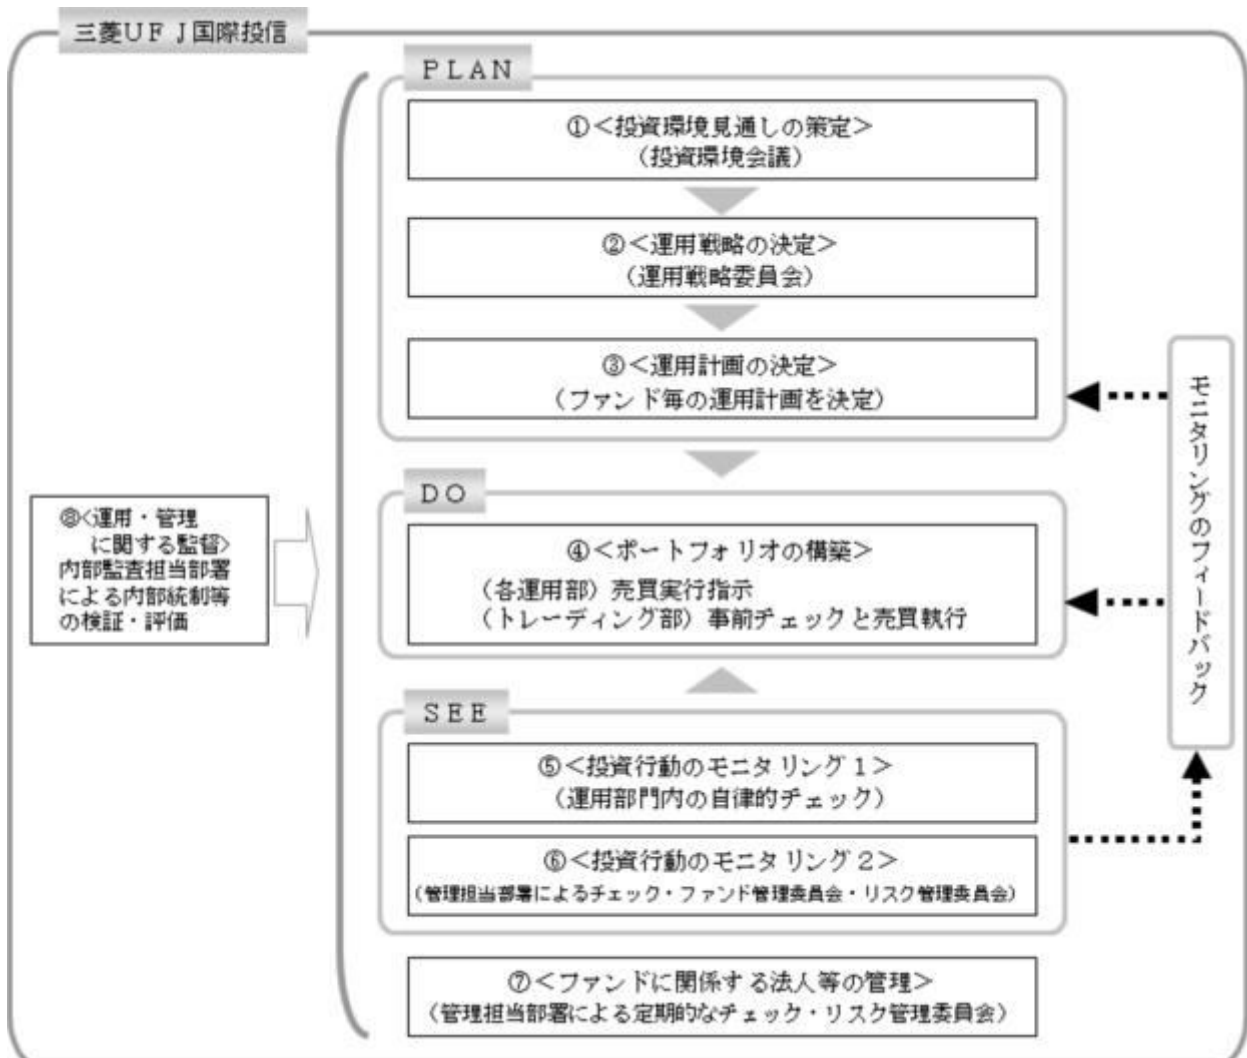 三菱UFJ国際投信
PLAN
①<投資環境見通しの策定>
(投資環境会議)
②<運用戦略の決定>
(運用戦略委員会)
③<運用計画の決定>
(ファンド毎の運用計画を決定)
DO
④<ポートフォリオの構築>
(各運用部) 売買実行指示
(トレーディング部) 事前チェックと売買執行
SEE
⑤<投資行動のモニタリング1>
(運用部門内の自律的チェック)
⑥<投資行動のモニタリング2>
(管理担当部署によるチェック・ファンド管理委員会・リスク管理委員会)
⑦<ファンドに関係する法人等の管理>
(管理担当部署による定期的なチェック・リスク管理委員会)
⑧<運用・管理
に関する監督>
内部監査担当部署
による内部統制等
の検証・評価
モニタリングのフィードバック